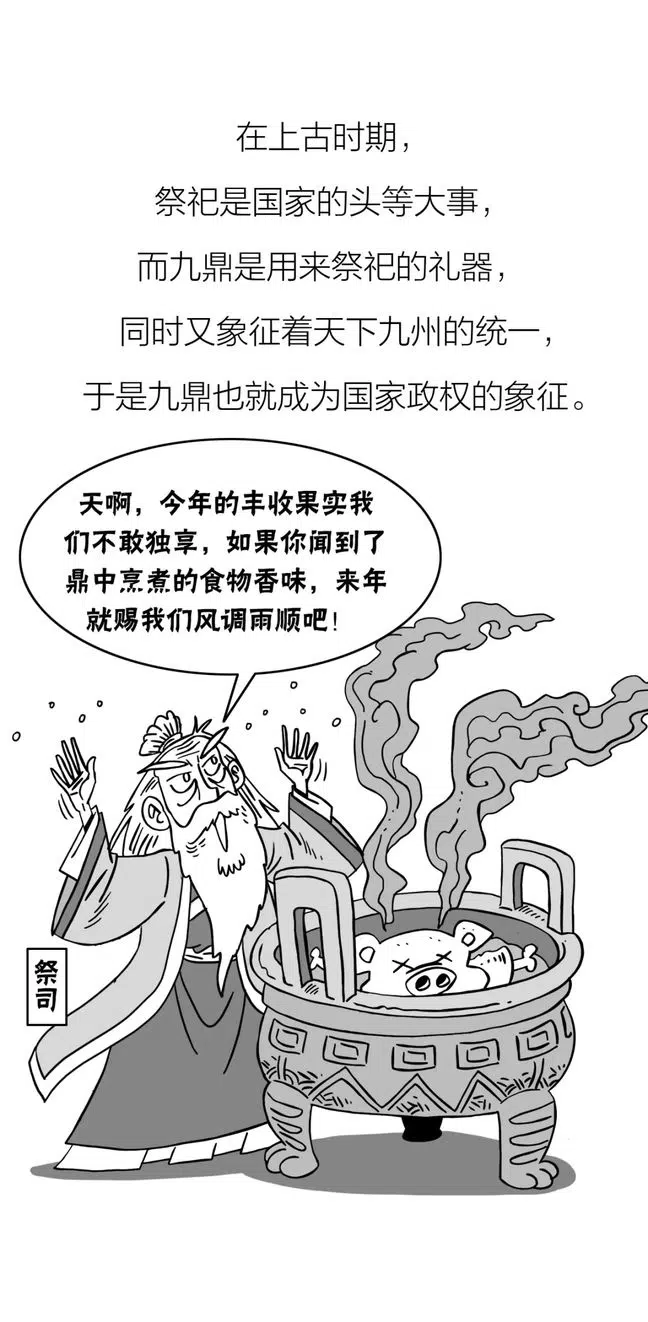 在上古时期，
祭祀是国家的头等大事，
而九鼎是用来祭祀的礼器，
同时又象征着天下九州的统一，
于是九鼎也就成为国家政权的象征。
天啊，今年的丰收果实我
们不敢独享，如果你闻到了
鼎中烹煮的食物香味，来年
就赐我们风调雨顺吧！
祭司